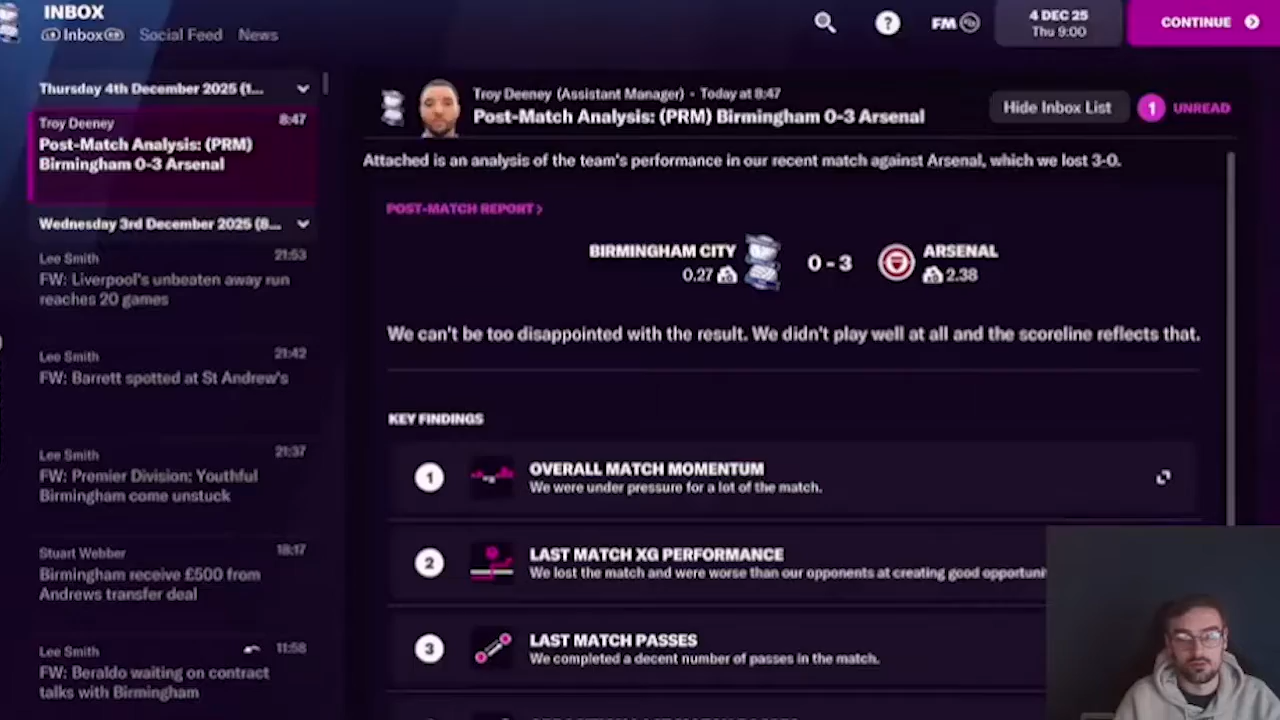 INBOX
Inbox
Social Feed
News
FM
4 DEC 25
Thu 9:00
CONTINUE
Thursday 4th December 2025 (1...
Troy Deeney
8:47
Post-Match Analysis: (PRM)
Birmingham 0-3 Arsenal
Wednesday 3rd December 2025 (8...
Lee Smith
21:53
FW: Liverpool's unbeaten away run
reaches 20 games
Lee Smith
21:42
FW: Barrett spotted at St Andrew's
Lee Smith
21:37
FW: Premier Division: Youthful
Birmingham come unstuck
Stuart Webber
18:17
Birmingham receive £500 from
Andrews transfer deal
Lee Smith
11:58
FW: Beraldo waiting on contract
talks with Birmingham
Troy Deeney (Assistant Manager) • Today at 8:47
Post-Match Analysis: (PRM) Birmingham 0-3 Arsenal
Hide Inbox List
1 UNREAD
Attached is an analysis of the team's performance in our recent match against Arsenal, which we lost 3-0.
POST-MATCH REPORT >
BIRMINGHAM CITY
0.27
0 - 3
ARSENAL
2.38
We can't be too disappointed with the result. We didn't play well at all and the scoreline reflects that.
KEY FINDINGS
1
OVERALL MATCH MOMENTUM
We were under pressure for a lot of the match.
2
LAST MATCH XG PERFORMANCE
We lost the match and were worse than our opponents at creating good opportuni
3
LAST MATCH PASSES
We completed a decent number of passes in the match.